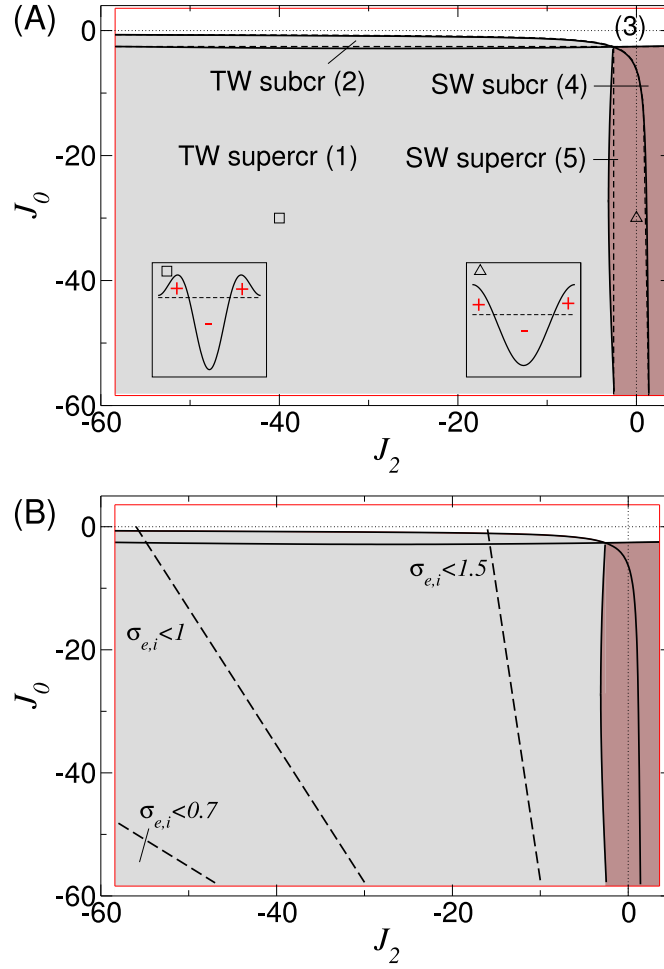 (A)
(3)
0
TW subcr (2)
SW subcr (4)
-20
TW supercr (1)
SW supercr (5)
J0
-40
+ + + +
- -
-60
-60 -40 -20 0
J2
(B)
0
σe,i<1.5
σe,i<1
-20
J0
-40
σe,i<0.7
-60
-60 -40 -20 0
J2